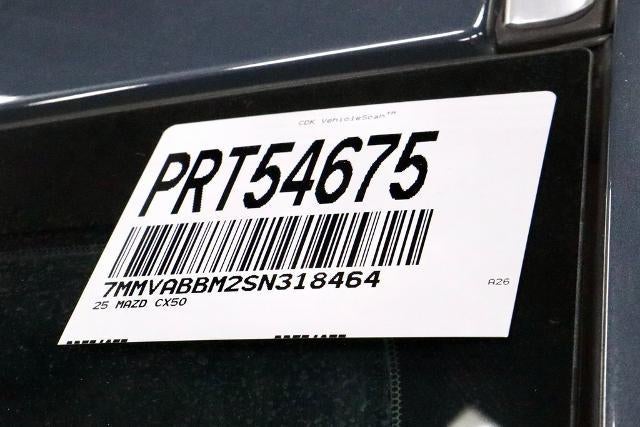 CDK VehicleScan™
PRT54675
7MMVABBM2SN318464
25 MAZD CX50
A26